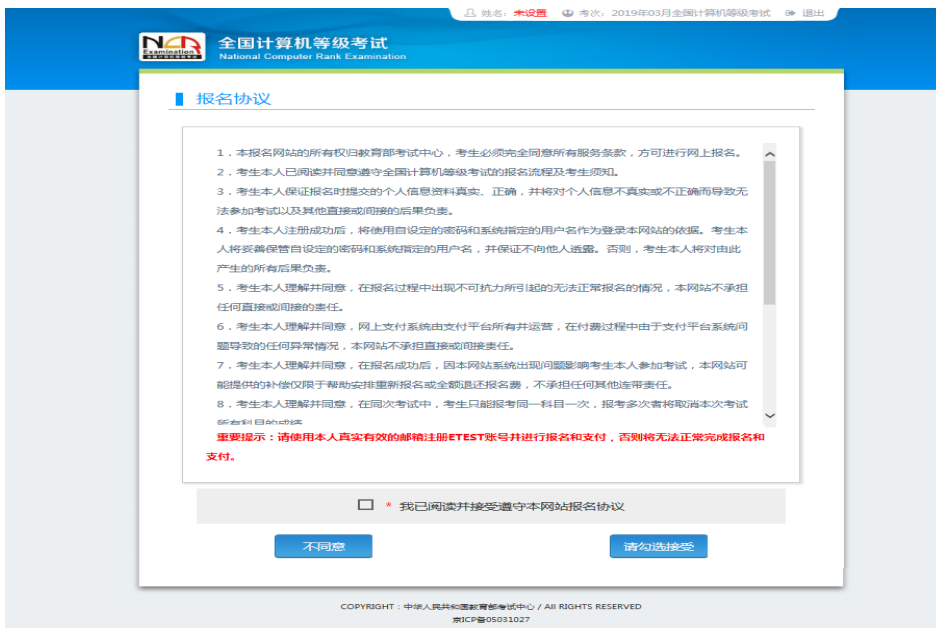 姓名：未设置 考次：2019年03月全国计算机等级考试 退出
NCR
Examination
全国计算机等级考试
National Computer Rank Examination
报名协议
1．本报名网站的所有权归教育部考试中心，考生必须完全同意所有服务条款，方可进行网上报名。
2．考生本人已阅读并同意遵守全国计算机等级考试的报名流程及考生须知。
3．考生本人保证报名时提交的个人信息资料真实、正确，并将对个人信息不真实或不正确而导致无
法参加考试以及其他直接或间接的后果负责。
4．考生本人注册成功后，将使用自设定的密码和系统指定的用户名作为登录本网站的依据。考生本
人将妥善保管自设定的密码和系统指定的用户名，并保证不向他人透露。否则，考生本人将对由此
产生的所有后果负责。
5．考生本人理解并同意，在报名过程中出现不可抗力所引起的无法正常报名的情况，本网站不承担
任何直接或间接的责任。
6．考生本人理解并同意，网上支付系统由支付平台所有并运营，在付费过程中由于支付平台系统问
题导致的任何异常情况，本网站不承担直接或间接责任。
7．考生本人理解并同意，在报名成功后，因本网站系统出现问题影响考生本人参加考试，本网站可
能提供的补偿仅限于帮助安排重新报名或全额退还报名费，不承担任何其他连带责任。
8．考生本人理解并同意，在同次考试中，考生只能报考同一科目一次，报考多次者将取消本次考试
所有科目的成绩
重要提示：请使用本人真实有效的邮箱注册ETEST账号并进行报名和支付，否则将无法正常完成报名和
支付。
* 我已阅读并接受遵守本网站报名协议
不同意
请勾选接受
COPYRIGHT：中华人民共和国教育部考试中心 / All RIGHTS RESERVED
京ICP备05031027